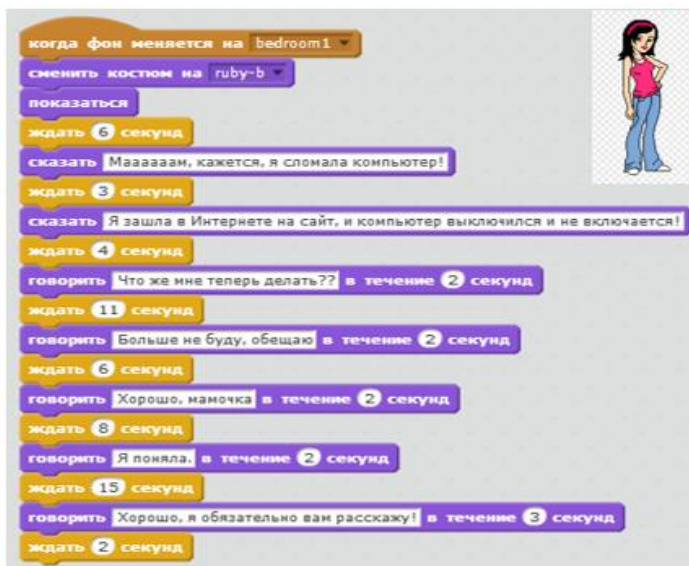 когда фон меняется на bedroom1
сменить костюм на ruby-b
показаться
ждать 6 секунд
сказать Маааааам, кажется, я сломала компьютер!
ждать 3 секунд
сказать Я зашла в Интернете на сайт, и компьютер выключился и не включается!
ждать 4 секунд
говорить Что же мне теперь делать?? в течение 2 секунд
ждать 11 секунд
говорить Больше не буду, обещаю в течение 2 секунд
ждать 6 секунд
говорить Хорошо, мамочка в течение 2 секунд
ждать 8 секунд
говорить Я поняла. в течение 2 секунд
ждать 15 секунд
говорить Хорошо, я обязательно вам расскажу! в течение 3 секунд
ждать 2 секунд